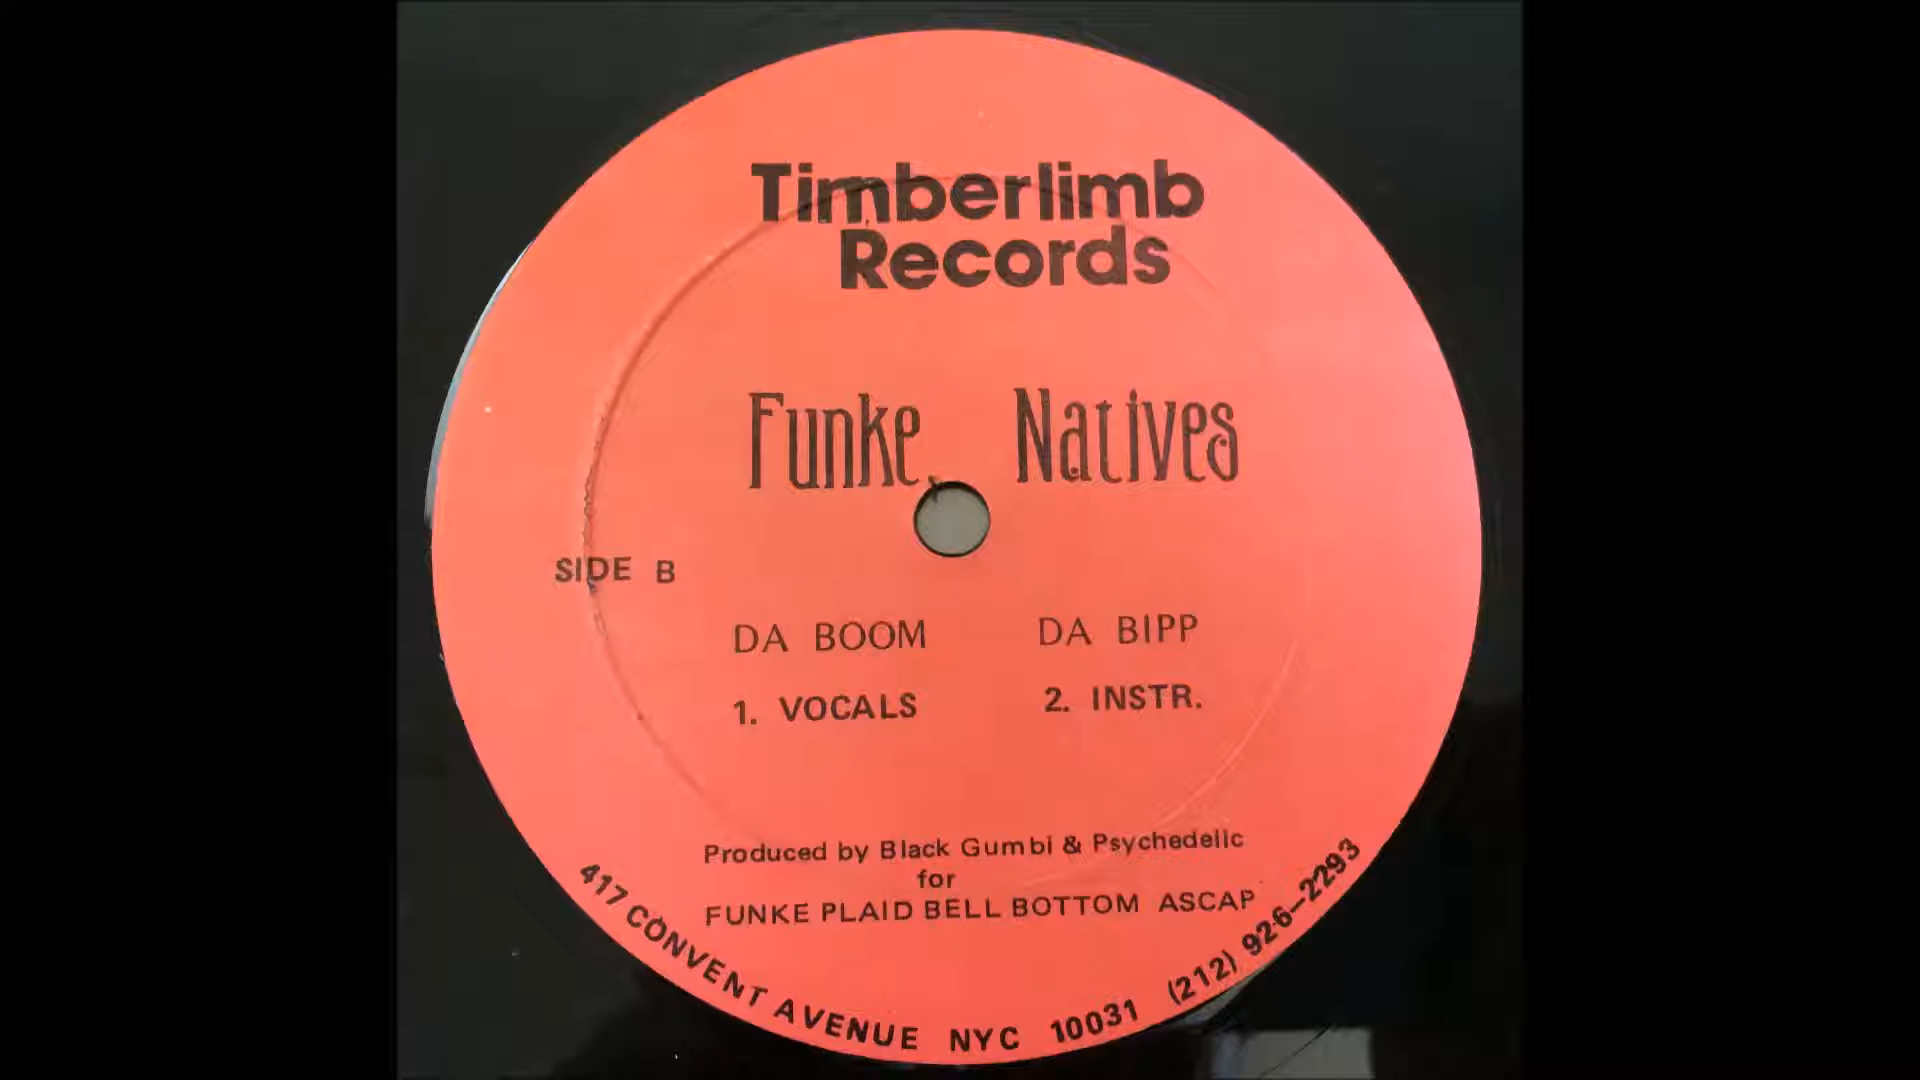 Timberlimb
Records
Funke Natives
SIDE B
DA BOOM DA BIPP
1. VOCALS 2. INSTR.
Produced by Black Gumbi & Psychedelic
for
FUNKE PLAID BELL BOTTOM ASCAP
417 CONVENT AVENUE NYC 10031 (212) 926-2293